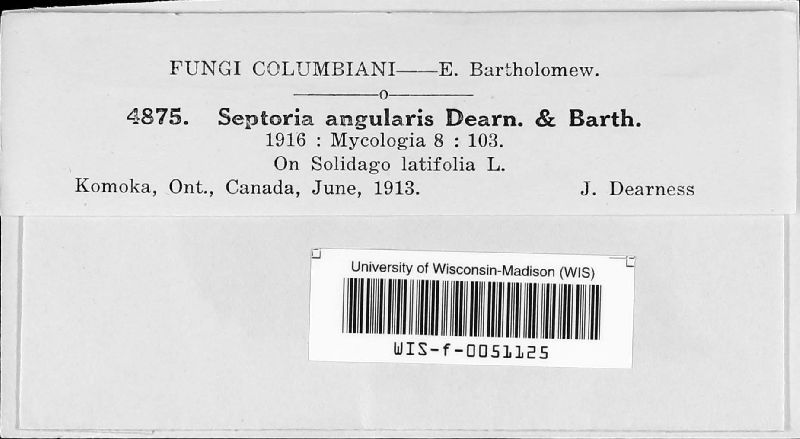 FUNGI COLUMBIANI——E. Bartholomew.
4875. Septoria angularis Dearn. & Barth.
1916 : Mycologia 8 : 103.
On Solidago latifolia L.
Komoka, Ont., Canada, June, 1913. J. Dearness
University of Wisconsin-Madison (WIS)
WIS-f-0051125